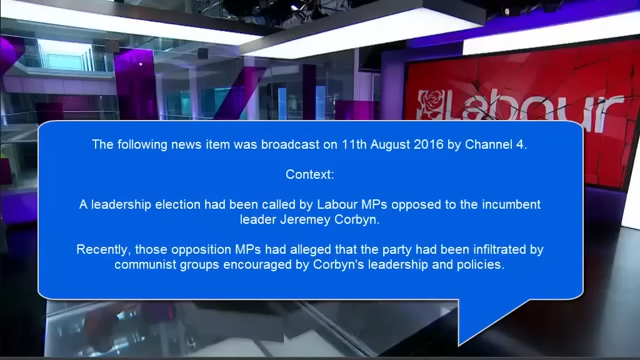 Labour
The following news item was broadcast on 11th August 2016 by Channel 4.
Context:
A leadership election had been called by Labour MPs opposed to the incumbent
leader Jeremey Corbyn.
Recently, those opposition MPs had alleged that the party had been infiltrated by
communist groups encouraged by Corbyn's leadership and policies.